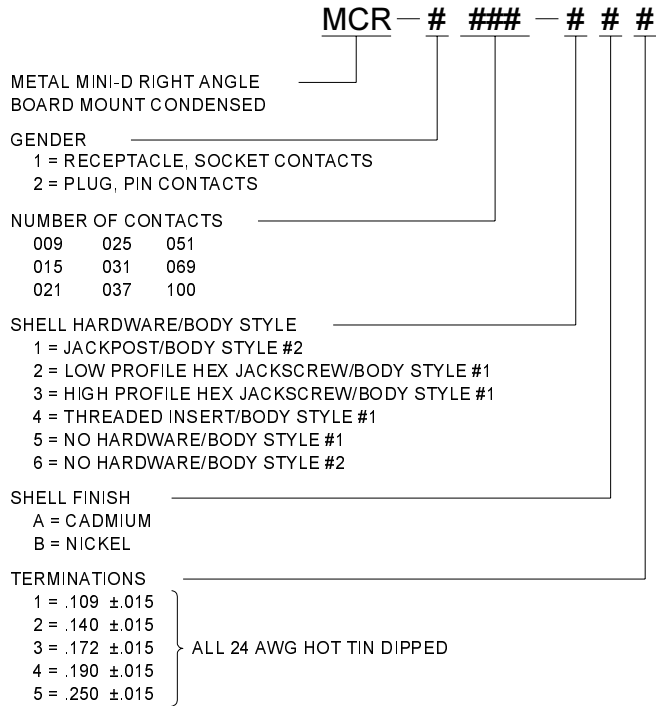 MCR — # ### — # # #
METAL MINI-D RIGHT ANGLE
BOARD MOUNT CONDENSED
GENDER
1 = RECEPTACLE, SOCKET CONTACTS
2 = PLUG, PIN CONTACTS
NUMBER OF CONTACTS
009 025 051
015 031 069
021 037 100
SHELL HARDWARE/BODY STYLE
1 = JACKPOST/BODY STYLE #2
2 = LOW PROFILE HEX JACKSCREW/BODY STYLE #1
3 = HIGH PROFILE HEX JACKSCREW/BODY STYLE #1
4 = THREADED INSERT/BODY STYLE #1
5 = NO HARDWARE/BODY STYLE #1
6 = NO HARDWARE/BODY STYLE #2
SHELL FINISH
A = CADMIUM
B = NICKEL
TERMINATIONS
1 = .109 ±.015
2 = .140 ±.015
3 = .172 ±.015
4 = .190 ±.015
5 = .250 ±.015
ALL 24 AWG HOT TIN DIPPED